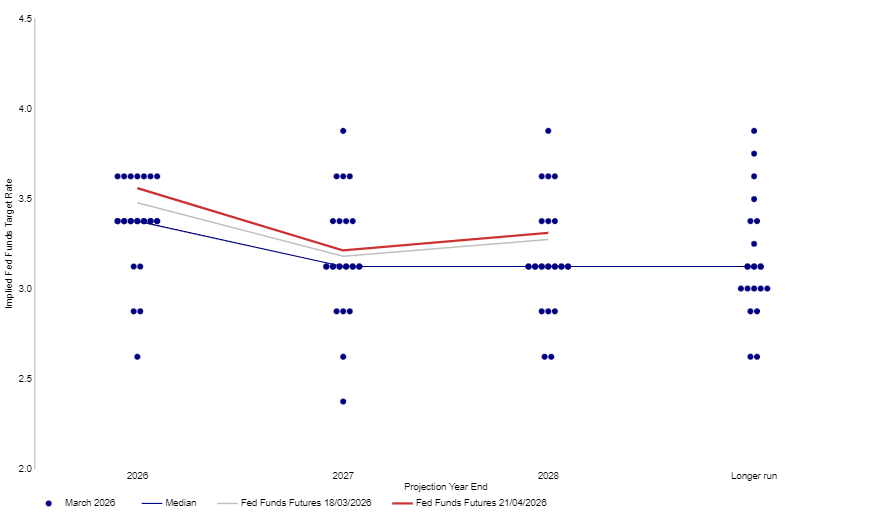 4.5
4.0
3.5
3.0
2.5
2.0
Implied Fed Funds Target Rate
2026 2027 2028 Longer run
Projection Year End
March 2026 Median Fed Funds Futures 18/03/2026 Fed Funds Futures 21/04/2026